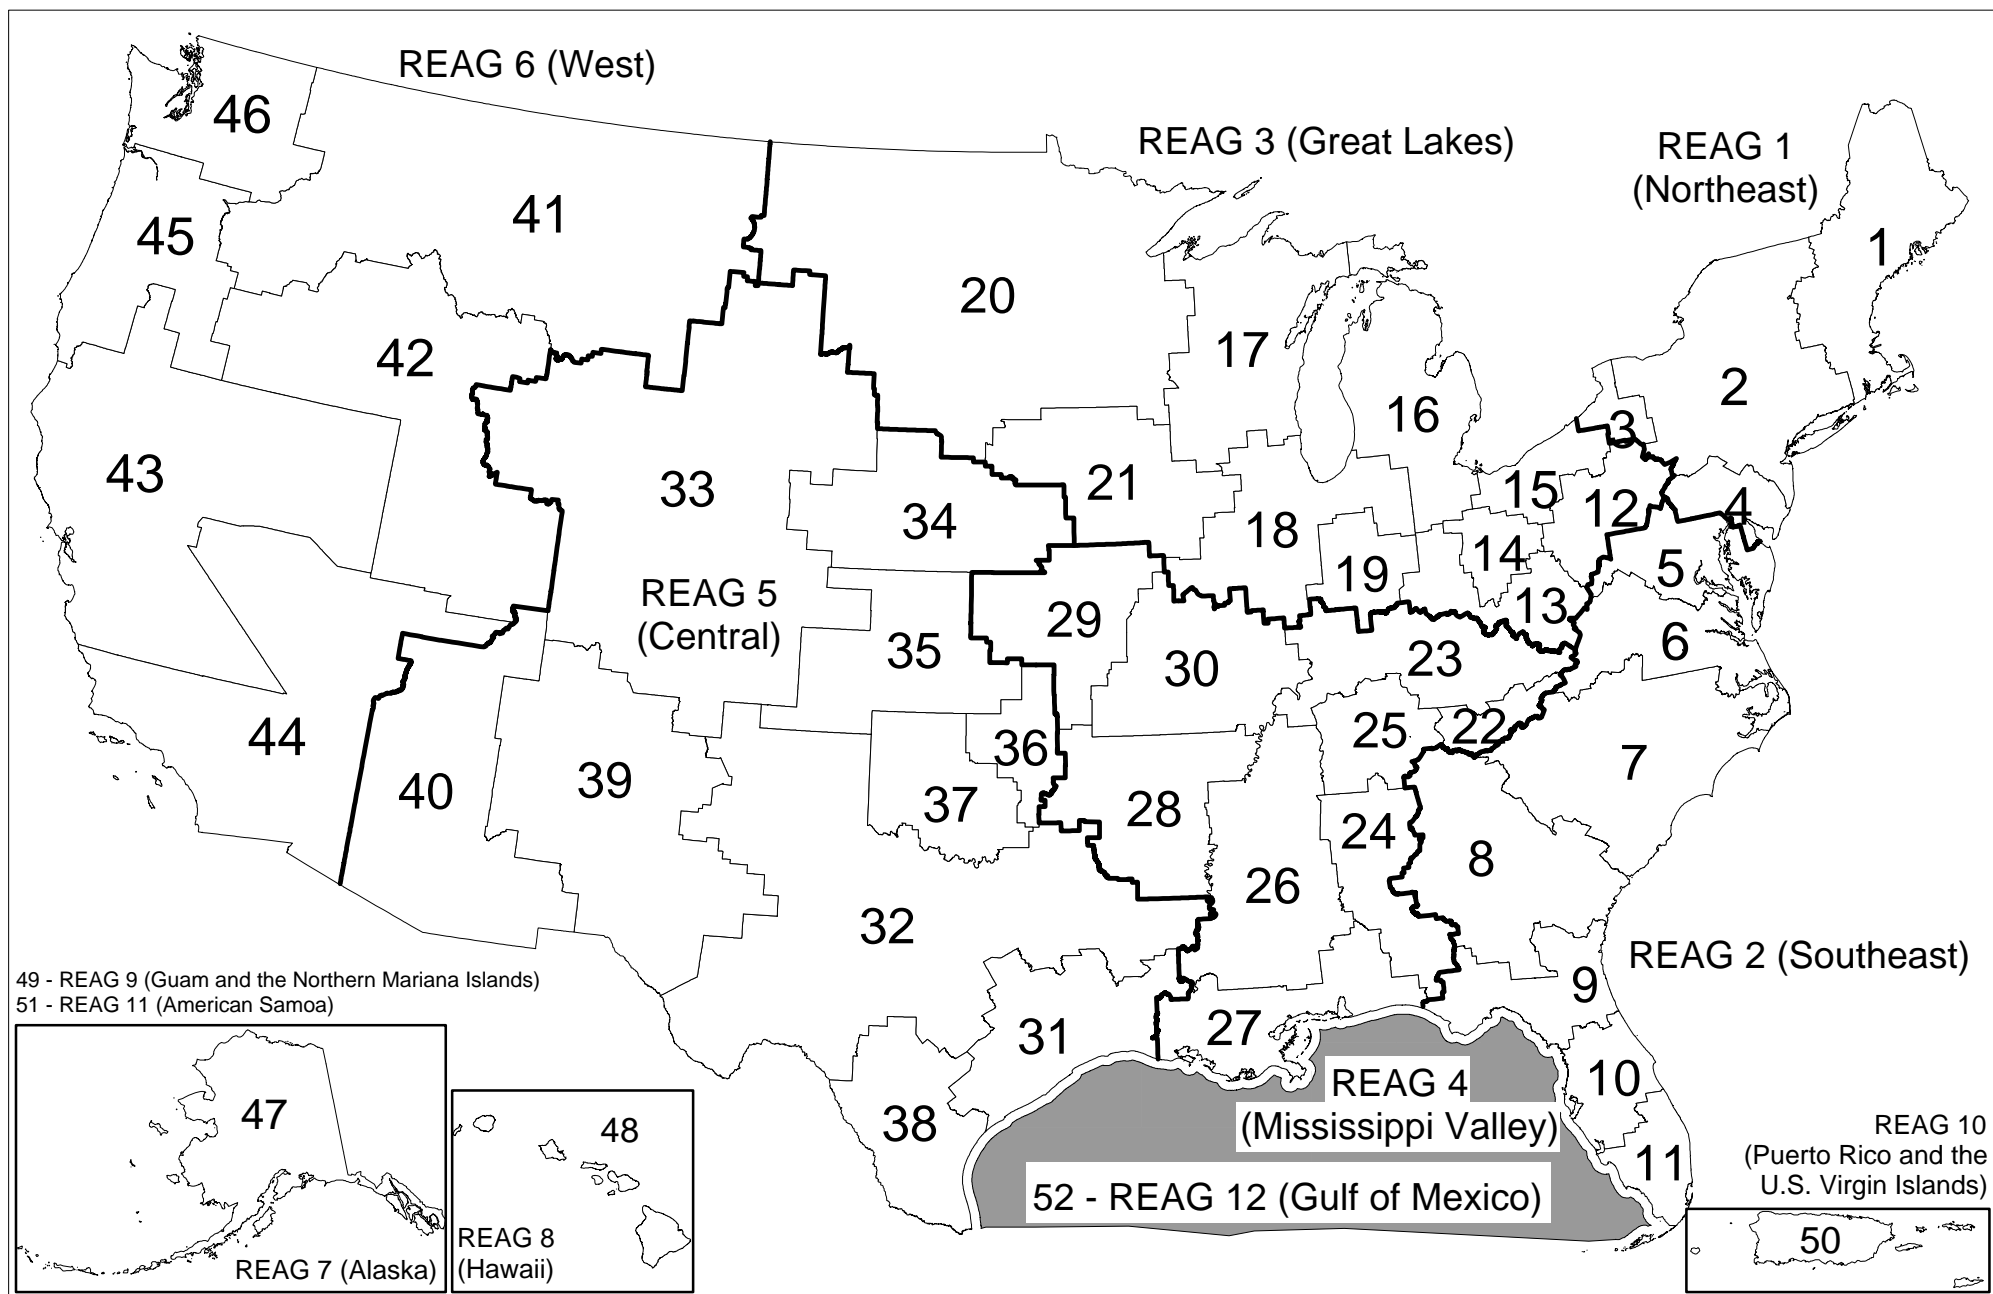 REAG 6 (West)
46
REAG 3 (Great Lakes)
REAG 1
(Northeast)
41
45
1
20
42
17
2
16
3
43
33
21
34
15
12
4
18
14
5
19
REAG 5
(Central)
29
13
35
30
23
6
44
36
25
22
40
39
37
28
7
24
8
26
32
REAG 2 (Southeast)
49 - REAG 9 (Guam and the Northern Mariana Islands)
51 - REAG 11 (American Samoa)
9
31
27
10
REAG 4
(Mississippi Valley)
47
48
38
11
REAG 10
(Puerto Rico and the
U.S. Virgin Islands)
52 - REAG 12 (Gulf of Mexico)
REAG 7 (Alaska)
REAG 8
(Hawaii)
50